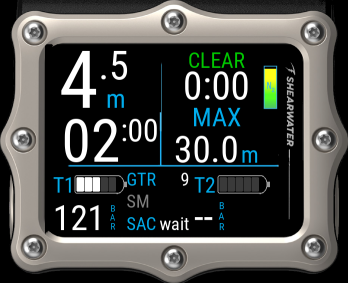 4.5 m
CLEAR
0:00
02:00
MAX
30.0 m
N₂
SHEARWATER
T1 GTR 9 T2
SM
121 BAR SAC wait -- BAR